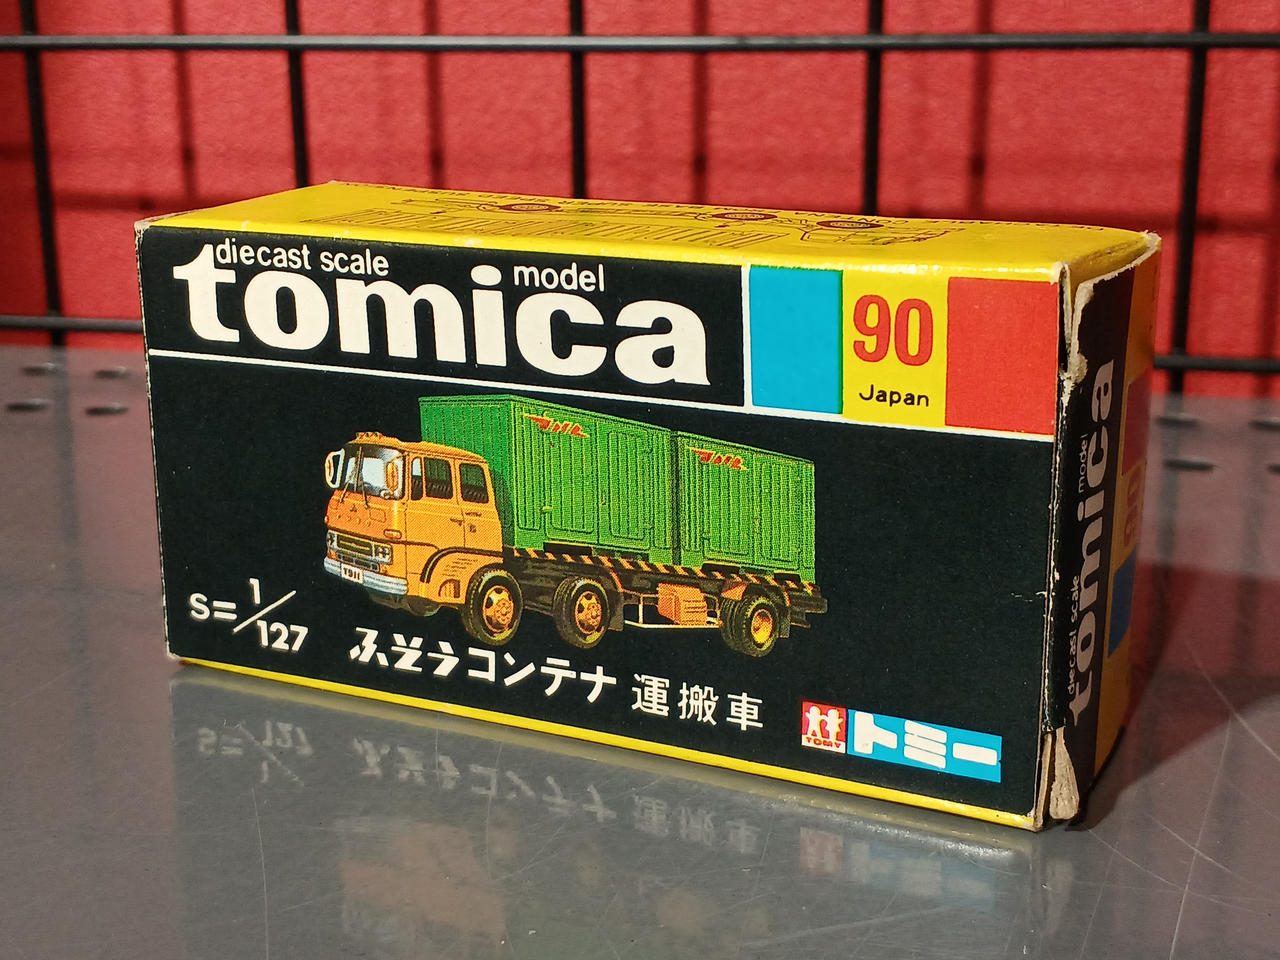 diecast scale model
tomica
90
Japan
S=1/127
ふそうコンテナ運搬車
TOMY
トミー
diecast scale model
tomica
90